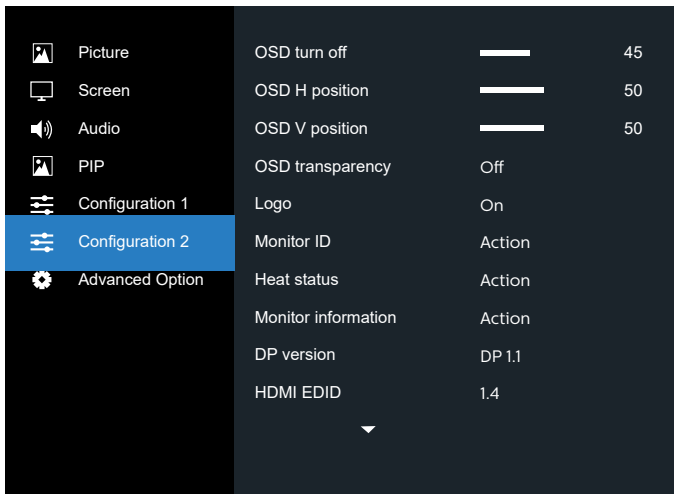 Picture
Screen
Audio
PIP
Configuration 1
Configuration 2
Advanced Option
OSD turn off 45
OSD H position 50
OSD V position 50
OSD transparency Off
Logo On
Monitor ID Action
Heat status Action
Monitor information Action
DP version DP 1.1
HDMI EDID 1.4